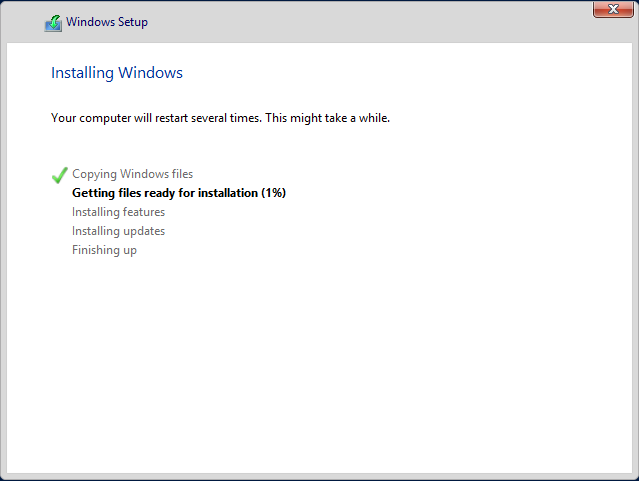 Windows Setup
Installing Windows
Your computer will restart several times. This might take a while.
Copying Windows files
Getting files ready for installation (1%)
Installing features
Installing updates
Finishing up